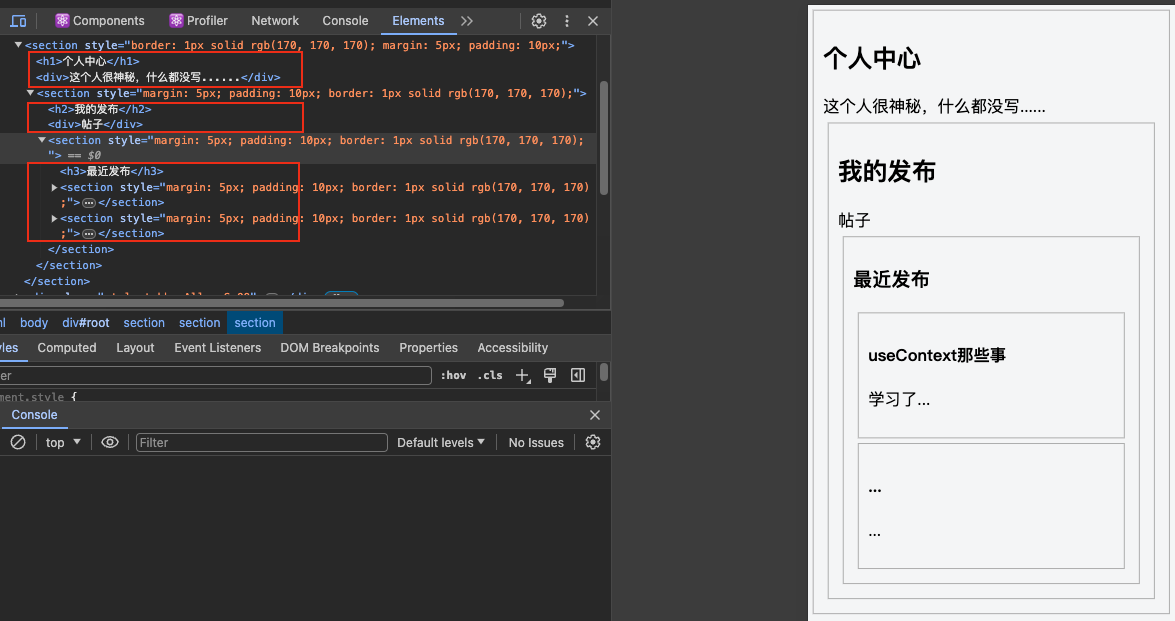 Components Profiler Network Console Elements
<section style="border: 1px solid rgb(170, 170, 170); margin: 5px; padding: 10px;">
<h1>个人中心</h1>
<div>这个人很神秘，什么都没写......</div>
<section style="margin: 5px; padding: 10px; border: 1px solid rgb(170, 170, 170);">
<h2>我的发布</h2>
<div>帖子</div>
<section style="margin: 5px; padding: 10px; border: 1px solid rgb(170, 170, 170);
"> == $0
<h3>最近发布</h3>
<section style="margin: 5px; padding: 10px; border: 1px solid rgb(170, 170, 170)
;"></section>
<section style="margin: 5px; padding: 10px; border: 1px solid rgb(170, 170, 170)
;"></section>
</section>
</section>
</section>
body div#root section section section
Computed Layout Event Listeners DOM Breakpoints Properties Accessibility
:hov .cls
Console
top Filter Default levels No Issues
个人中心
这个人很神秘，什么都没写......
我的发布
帖子
最近发布
useContext那些事
学习了...
...
...